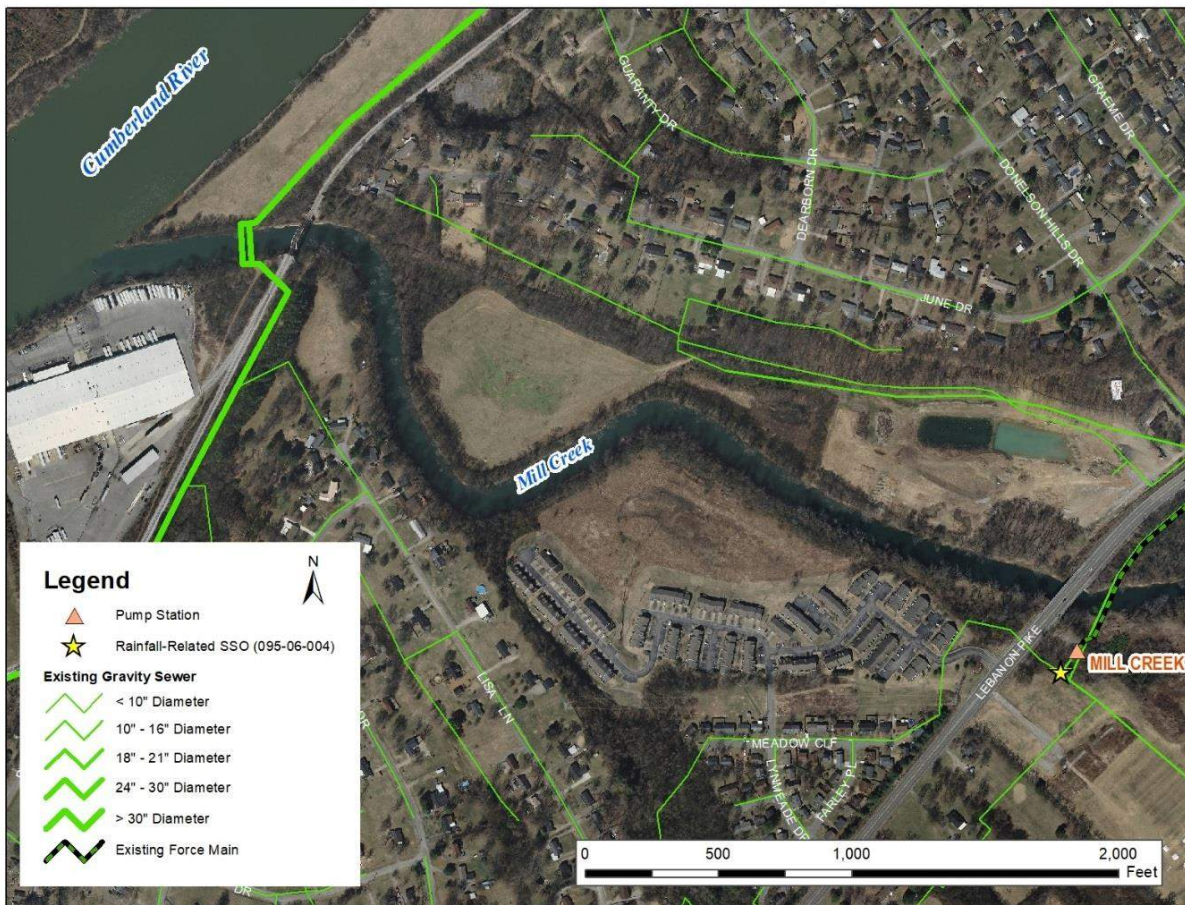 Cumberland River
GUARANTY DR
DEARBORN DR
DONELSON HILLS DR
GRAEME DR
JUNE DR
Mill Creek
LEBANON PIKE
MILL CREEK
LISA LN
DR
MEADOW CLF
LYNMEADE DR
FARLEY PL
DR
Legend
N
Pump Station
Rainfall-Related SSO (095-06-004)
Existing Gravity Sewer
< 10" Diameter
10" - 16" Diameter
18" - 21" Diameter
24" - 30" Diameter
> 30" Diameter
Existing Force Main
0 500 1,000 2,000
Feet